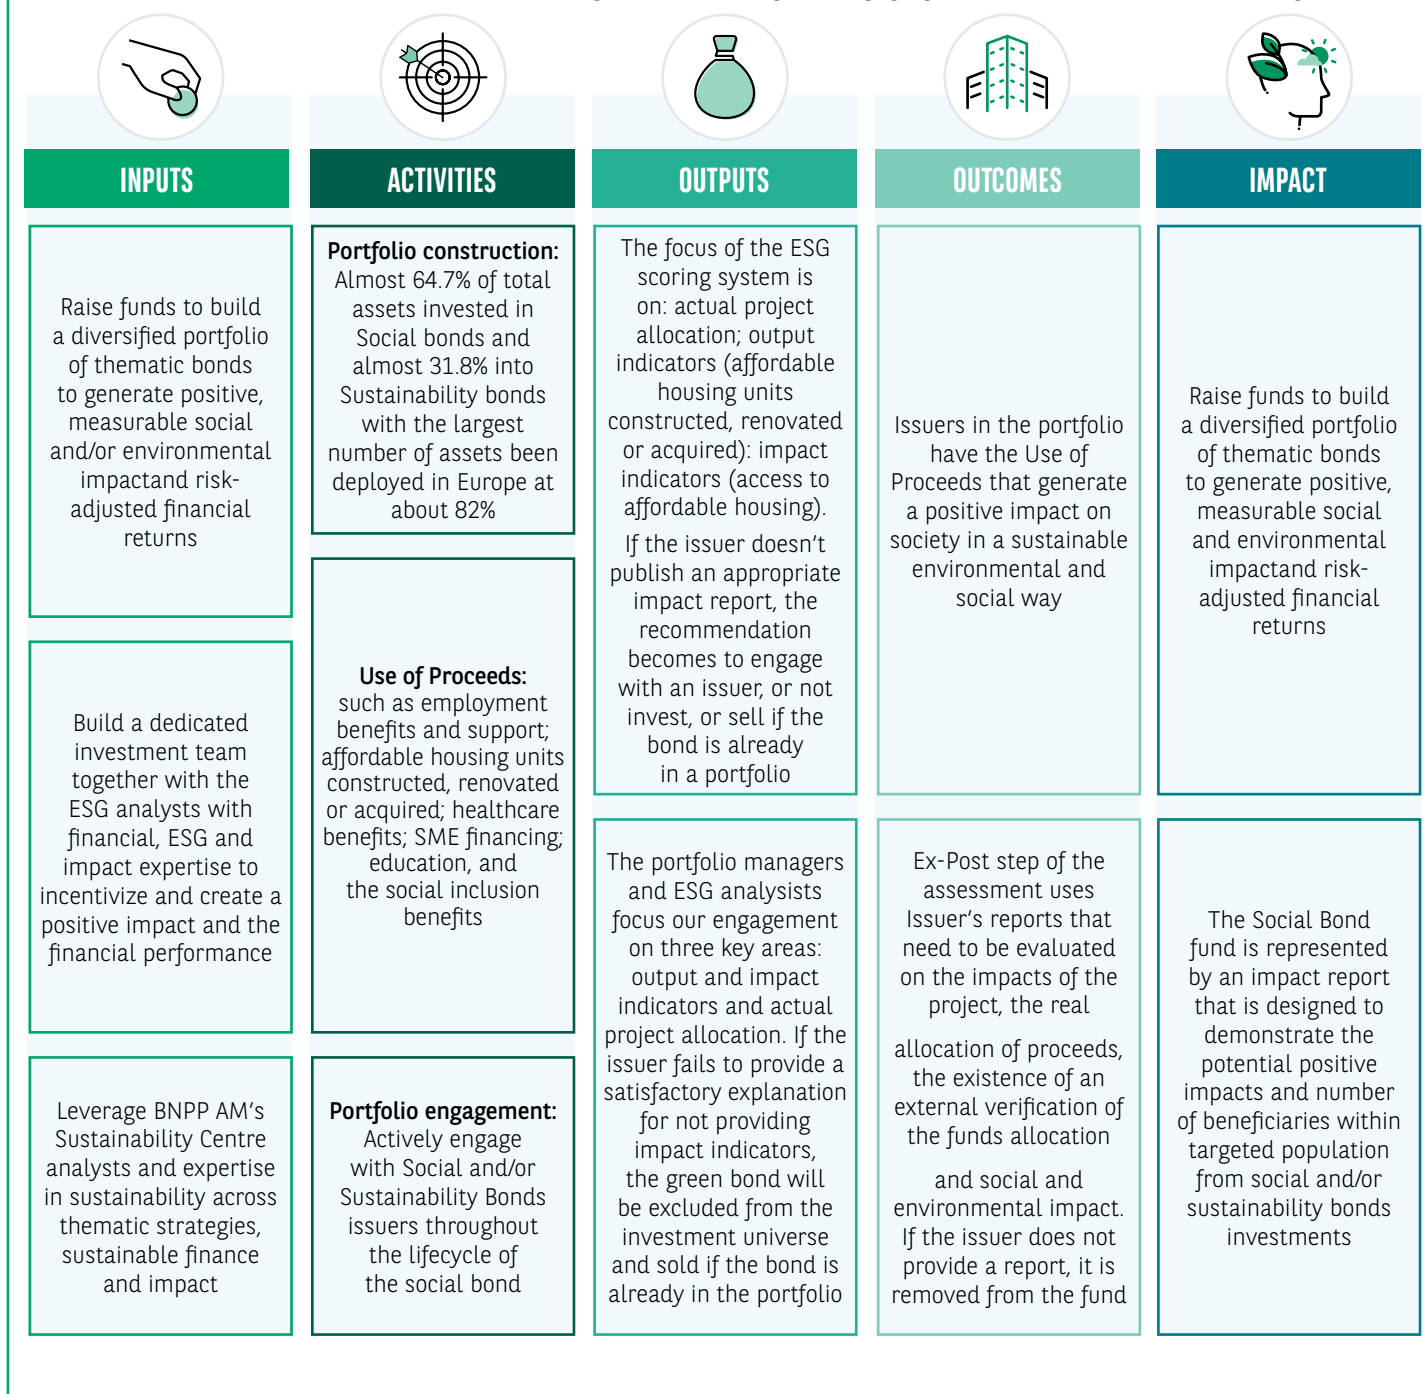 INPUTS
Raise funds to build
a diversified portfolio
of thematic bonds
to generate positive,
measurable social
and/or environmental
impactand risk-
adjusted financial
returns
Build a dedicated
investment team
together with the
ESG analysts with
financial, ESG and
impact expertise to
incentivize and create a
positive impact and the
financial performance
Leverage BNPP AM's
Sustainability Centre
analysts and expertise
in sustainability across
thematic strategies,
sustainable finance
and impact
ACTIVITIES
Portfolio construction:
Almost 64.7% of total
assets invested in
Social bonds and
almost 31.8% into
Sustainability bonds
with the largest
number of assets been
deployed in Europe at
about 82%
Use of Proceeds:
such as employment
benefits and support;
affordable housing units
constructed, renovated
or acquired; healthcare
benefits; SME financing;
education, and
the social inclusion
benefits
Portfolio engagement:
Actively engage
with Social and/or
Sustainability Bonds
issuers throughout
the lifecycle of
the social bond
OUTPUTS
The focus of the ESG
scoring system is
on: actual project
allocation; output
indicators (affordable
housing units
constructed, renovated
or acquired): impact
indicators (access to
affordable housing).
If the issuer doesn't
publish an appropriate
impact report, the
recommendation
becomes to engage
with an issuer, or not
invest, or sell if the
bond is already
in a portfolio
The portfolio managers
and ESG analysists
focus our engagement
on three key areas:
output and impact
indicators and actual
project allocation. If the
issuer fails to provide a
satisfactory explanation
for not providing
impact indicators,
the green bond will
be excluded from the
investment universe
and sold if the bond is
already in the portfolio
OUTCOMES
Issuers in the portfolio
have the Use of
Proceeds that generate
a positive impact on
society in a sustainable
environmental and
social way
Ex-Post step of the
assessment uses
Issuer's reports that
need to be evaluated
on the impacts of the
project, the real
allocation of proceeds,
the existence of an
external verification of
the funds allocation
and social and
environmental impact.
If the issuer does not
provide a report, it is
removed from the fund
IMPACT
Raise funds to build
a diversified portfolio
of thematic bonds
to generate positive,
measurable social
and environmental
impactand risk-
adjusted financial
returns
The Social Bond
fund is represented
by an impact report
that is designed to
demonstrate the
potential positive
impacts and number
of beneficiaries within
targeted population
from social and/or
sustainability bonds
investments